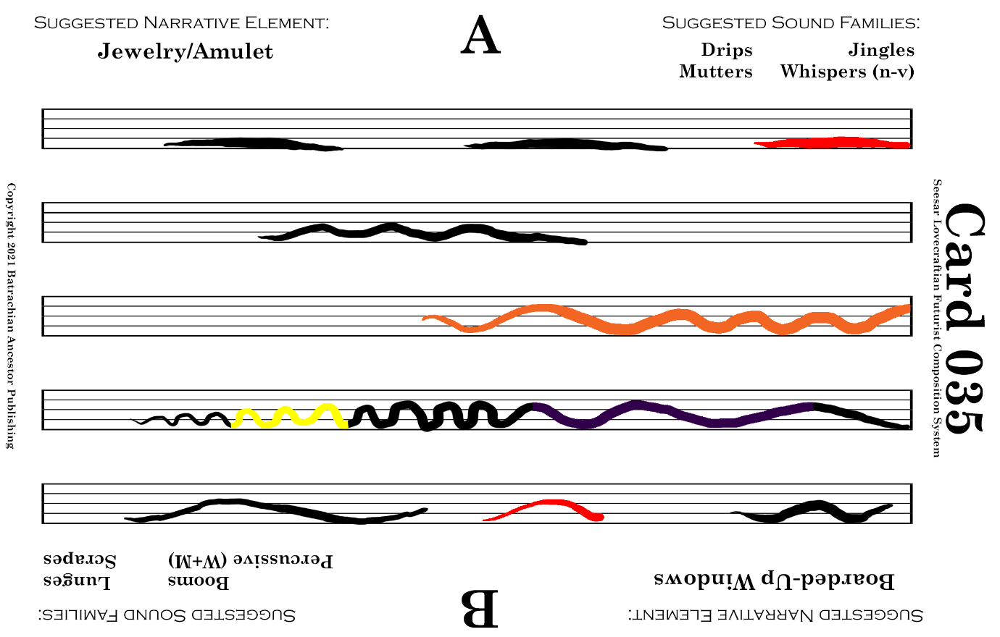 Suggested Narrative Element:
Jewelry/Amulet
A
Suggested Sound Families:
Drips Jingles
Mutters Whispers (n-v)
Copyright 2021 Batrachian Ancestor Publishing
Card 035
Seesar Lovecraftian Futurist Composition System
Suggested Narrative Element:
Boarded-Up Windows
B
Suggested Sound Families:
Booms Lunges
Percussive (W+M) Scrapes